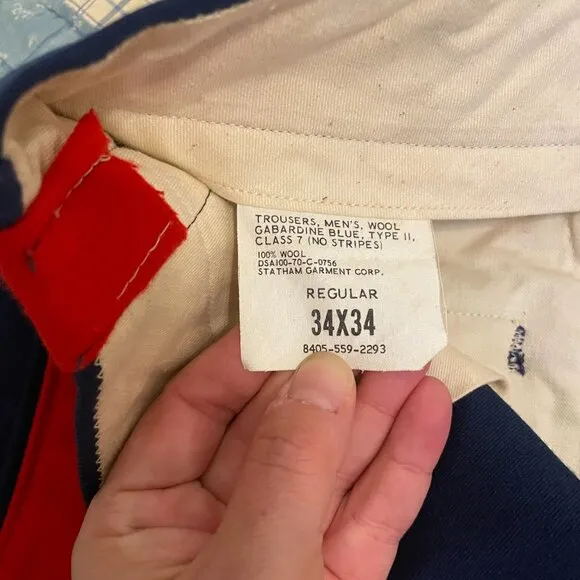 TROUSERS, MEN'S, WOOL
GABARDINE BLUE, TYPE II,
CLASS 7 (NO STRIPES)
100% WOOL
DSA100-70-C-0756
STATHAM GARMENT CORP.
REGULAR
34X34
8405-559-2293